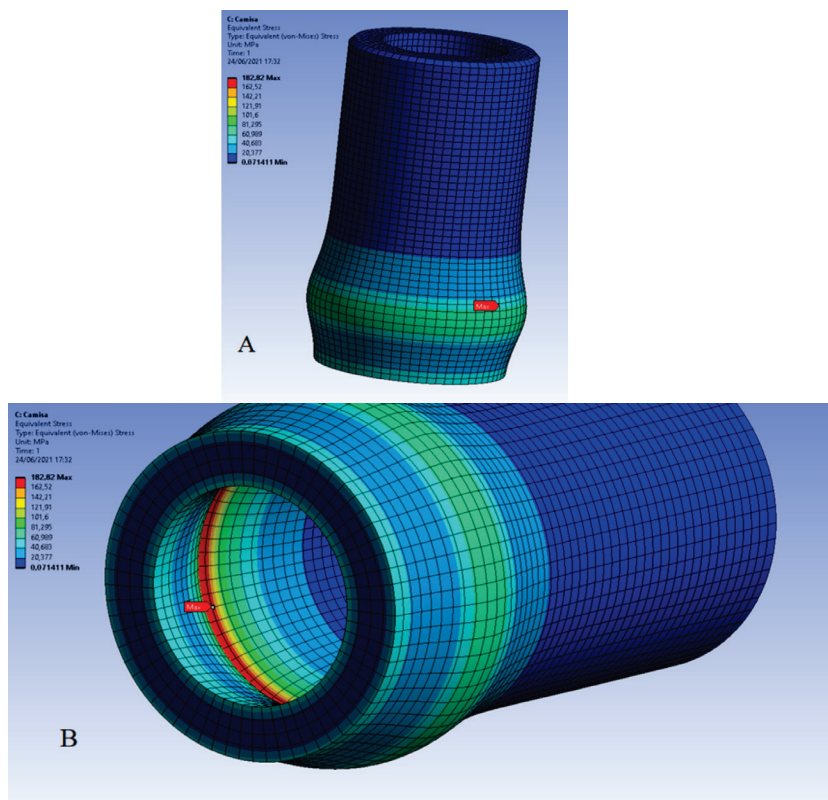 C: Camisa
Equivalent Stress
Type: Equivalent (von-Mises) Stress
Unit: MPa
Time: 1
24/06/2021 17:32
182,82 Max
162,52
142,21
121,91
101,6
81,295
60,989
40,683
20,377
0,071411 Min
Max
A
C: Camisa
Equivalent Stress
Type: Equivalent (von-Mises) Stress
Unit: MPa
Time: 1
24/06/2021 17:32
182,82 Max
162,52
142,21
121,91
101,6
81,295
60,989
40,683
20,377
0,071411 Min
Max
B